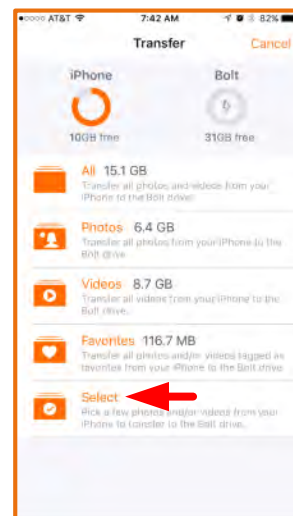 AT&T 7:42 AM 82%
Transfer Cancel
iPhone Bolt
10GB free 31GB free
All 15.1 GB
Transfer all photos and videos from your
iPhone to the Bolt drive.
Photos 6.4 GB
Transfer all photos from your iPhone to the
Bolt drive.
Videos 8.7 GB
Transfer all videos from your iPhone to the
Bolt drive.
Favorites 116.7 MB
Transfer all photos and/or videos tagged as
favorites from your iPhone to the Bolt drive.
Select
Pick a few photos and/or videos from your
iPhone to transfer to the Bolt drive.